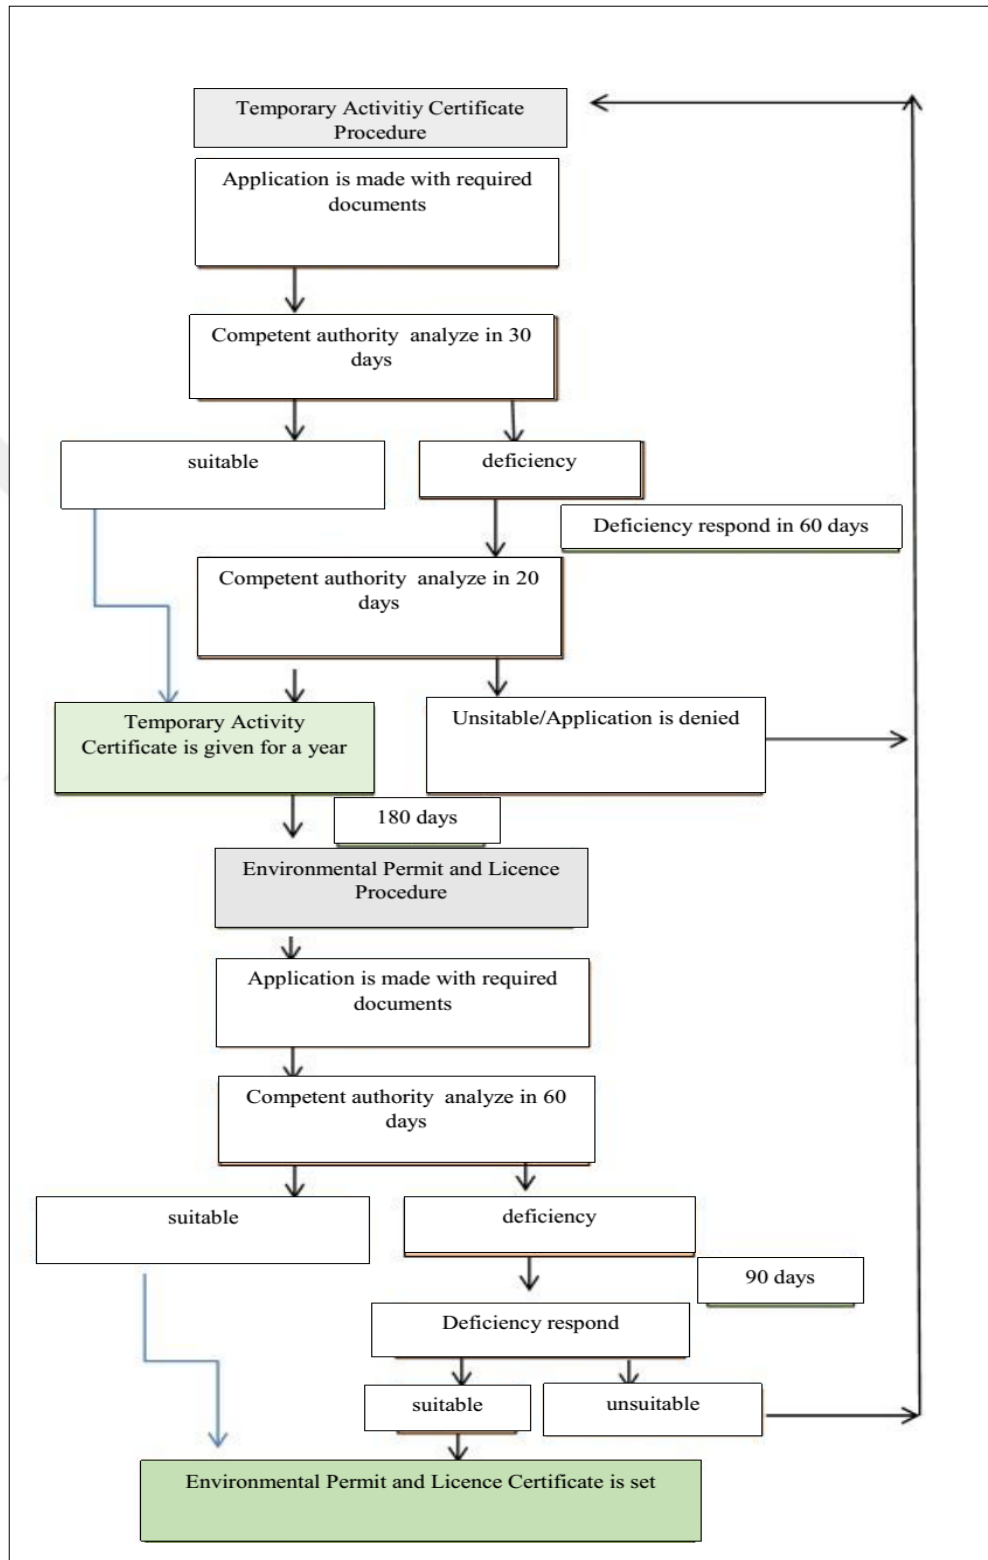 Temporary Activitiy Certificate
Procedure
Application is made with required
documents
Competent authority analyze in 30
days
suitable
deficiency
Deficiency respond in 60 days
Competent authority analyze in 20
days
Temporary Activity
Certificate is given for a year
Unsitable/Application is denied
180 days
Environmental Permit and Licence
Procedure
Application is made with required
documents
Competent authority analyze in 60
days
suitable
deficiency
90 days
Deficiency respond
suitable
unsuitable
Environmental Permit and Licence Certificate is set